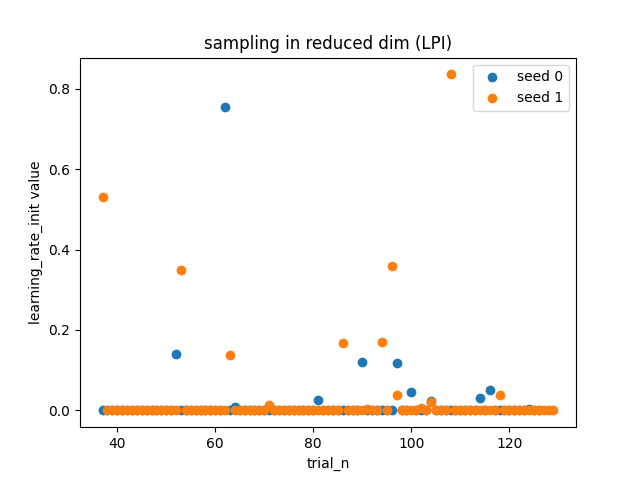 sampling in reduced dim (LPI)
seed 0
seed 1
learning_rate_init value
0.8
0.6
0.4
0.2
0.0
40 60 80 100 120
trial_n